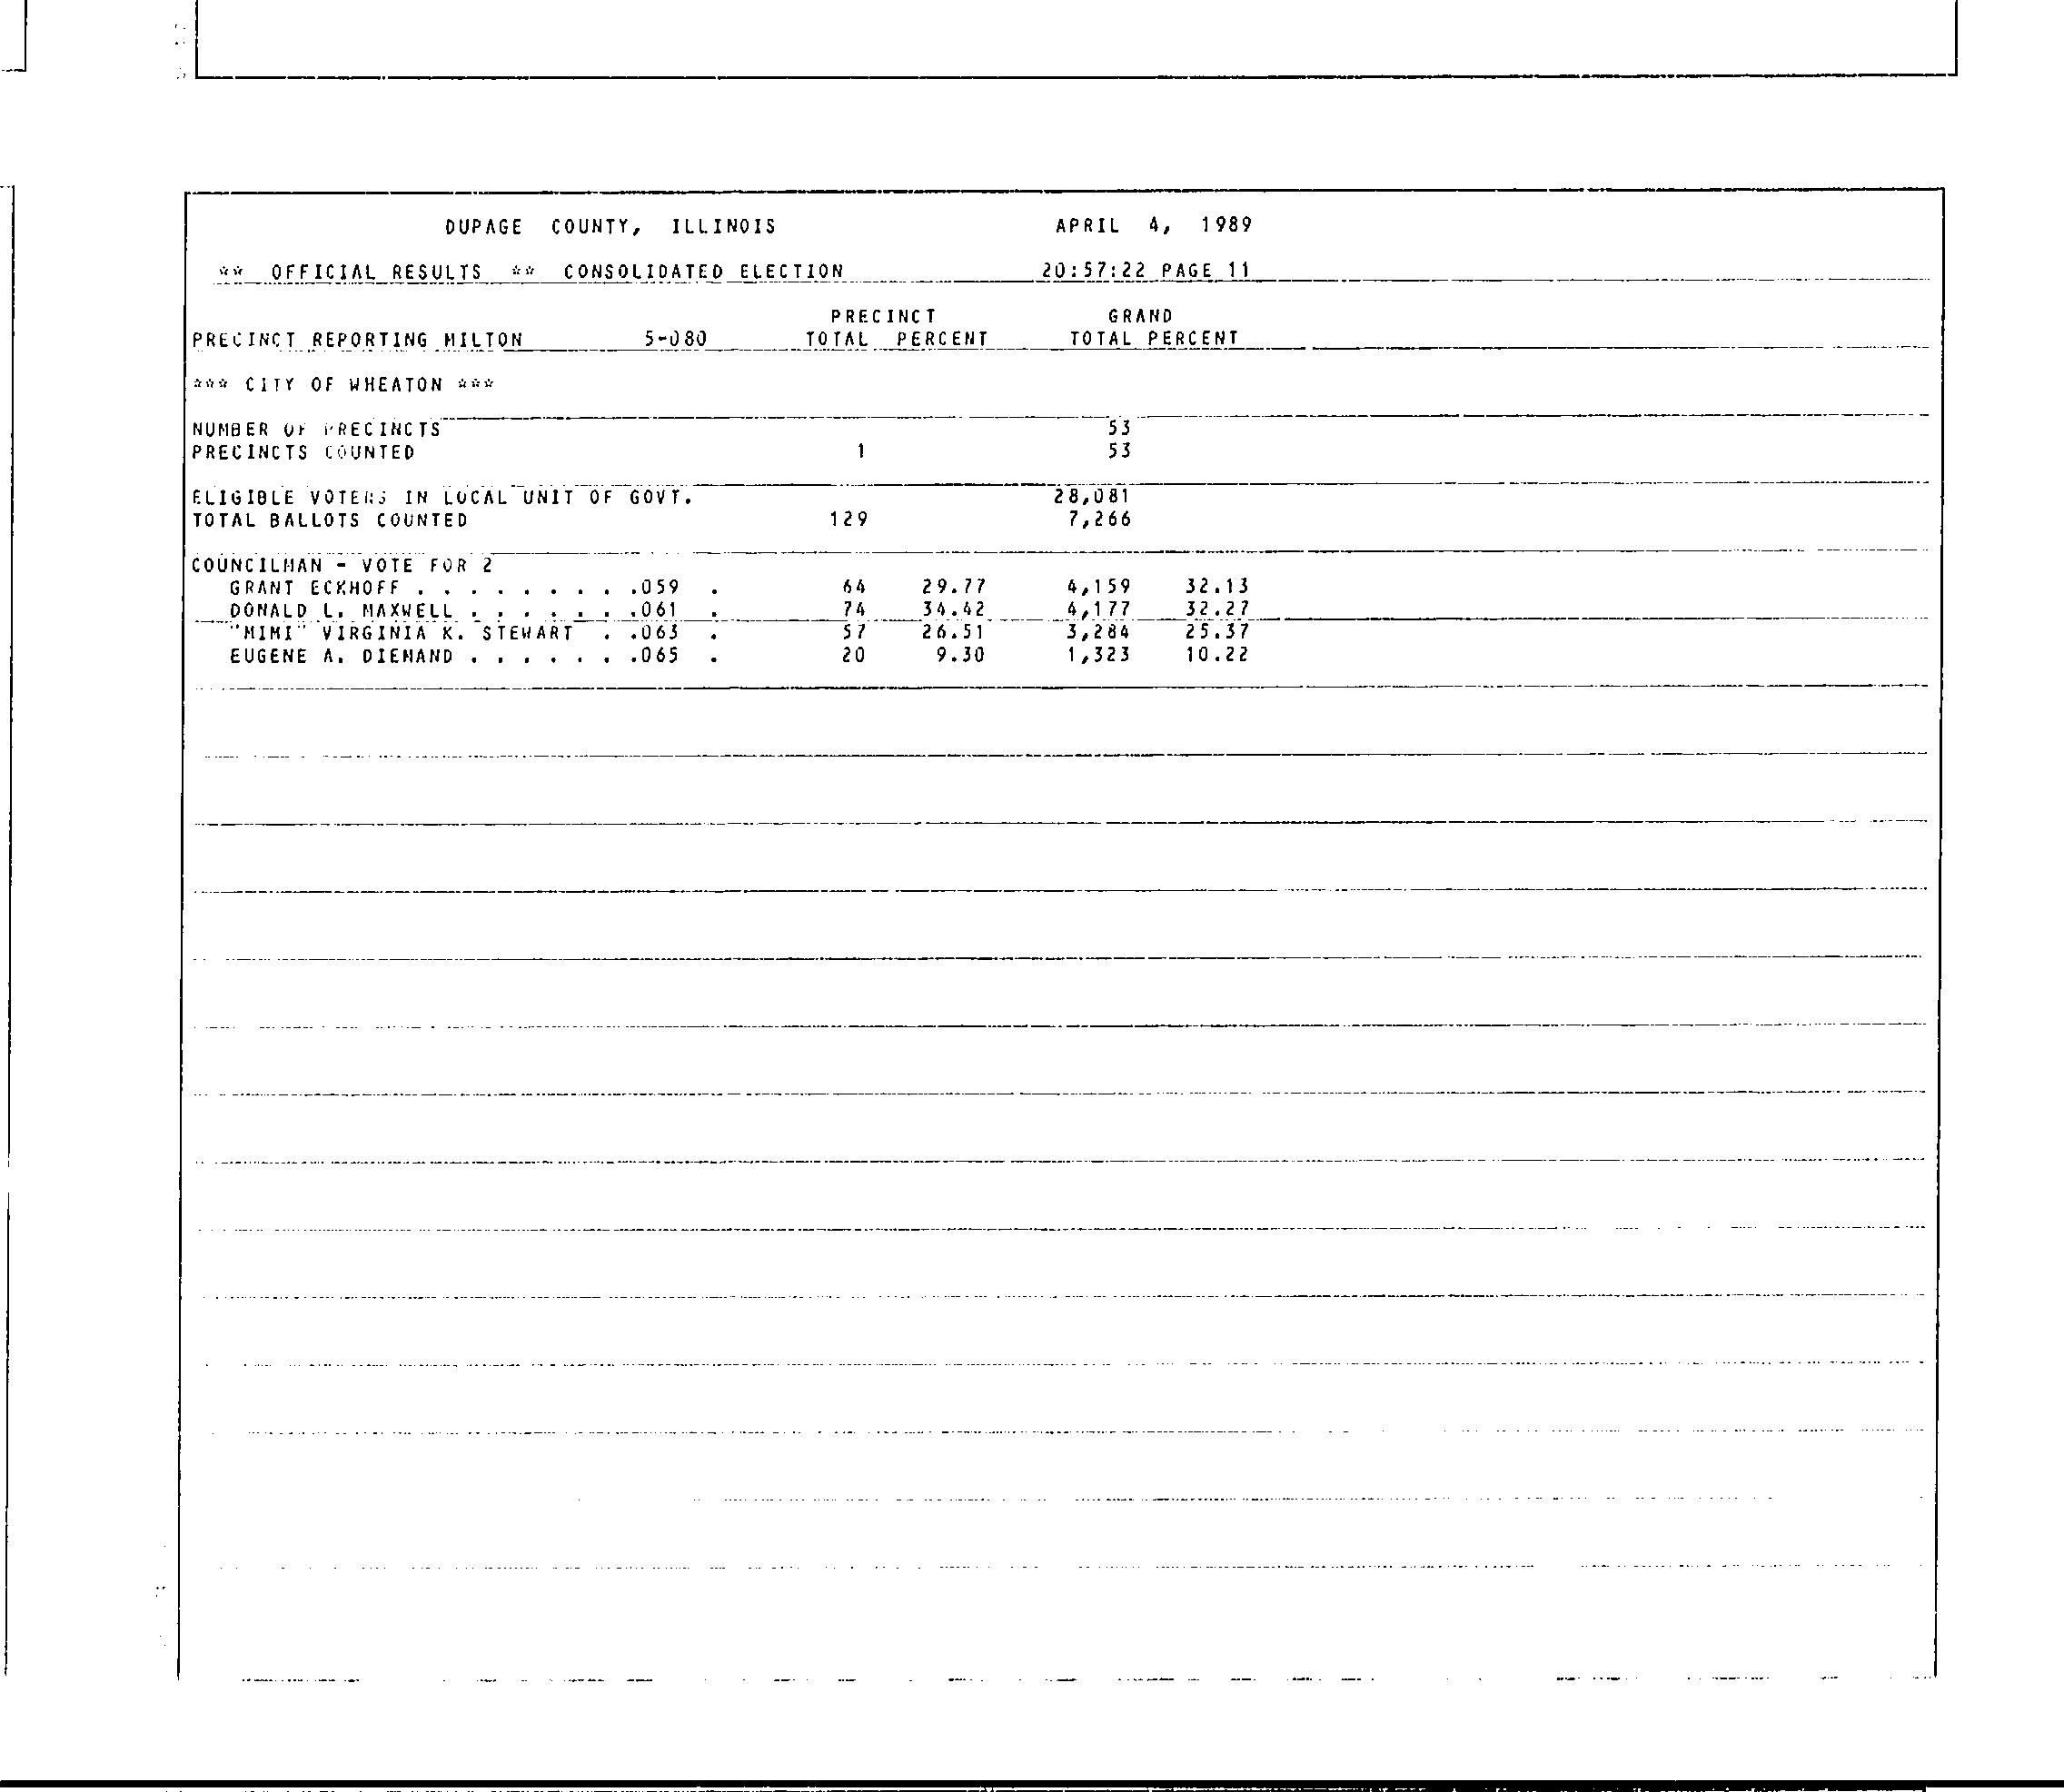 DUPAGE COUNTY, ILLINOIS APRIL 4, 1989
** OFFICIAL RESULTS ** CONSOLIDATED ELECTION 20:57:22 PAGE 11
PRECINCT GRAND
PRECINCT REPORTING MILTON 5-080 TOTAL PERCENT TOTAL PERCENT
*** CITY OF WHEATON ***
NUMBER OF PRECINCTS 53
PRECINCTS COUNTED 1 53
ELIGIBLE VOTERS IN LOCAL UNIT OF GOVT. 28,081
TOTAL BALLOTS COUNTED 129 7,266
COUNCILMAN - VOTE FOR 2
GRANT ECKHOFF . . . . . . . . .059 . 64 29.77 4,159 32.13
DONALD L. MAXWELL . . . . . . .061 . 74 34.42 4,177 32.27
"MIMI" VIRGINIA K. STEWART . .063 . 57 26.51 3,284 25.37
EUGENE A. DIEMAND . . . . . . .065 . 20 9.30 1,323 10.22